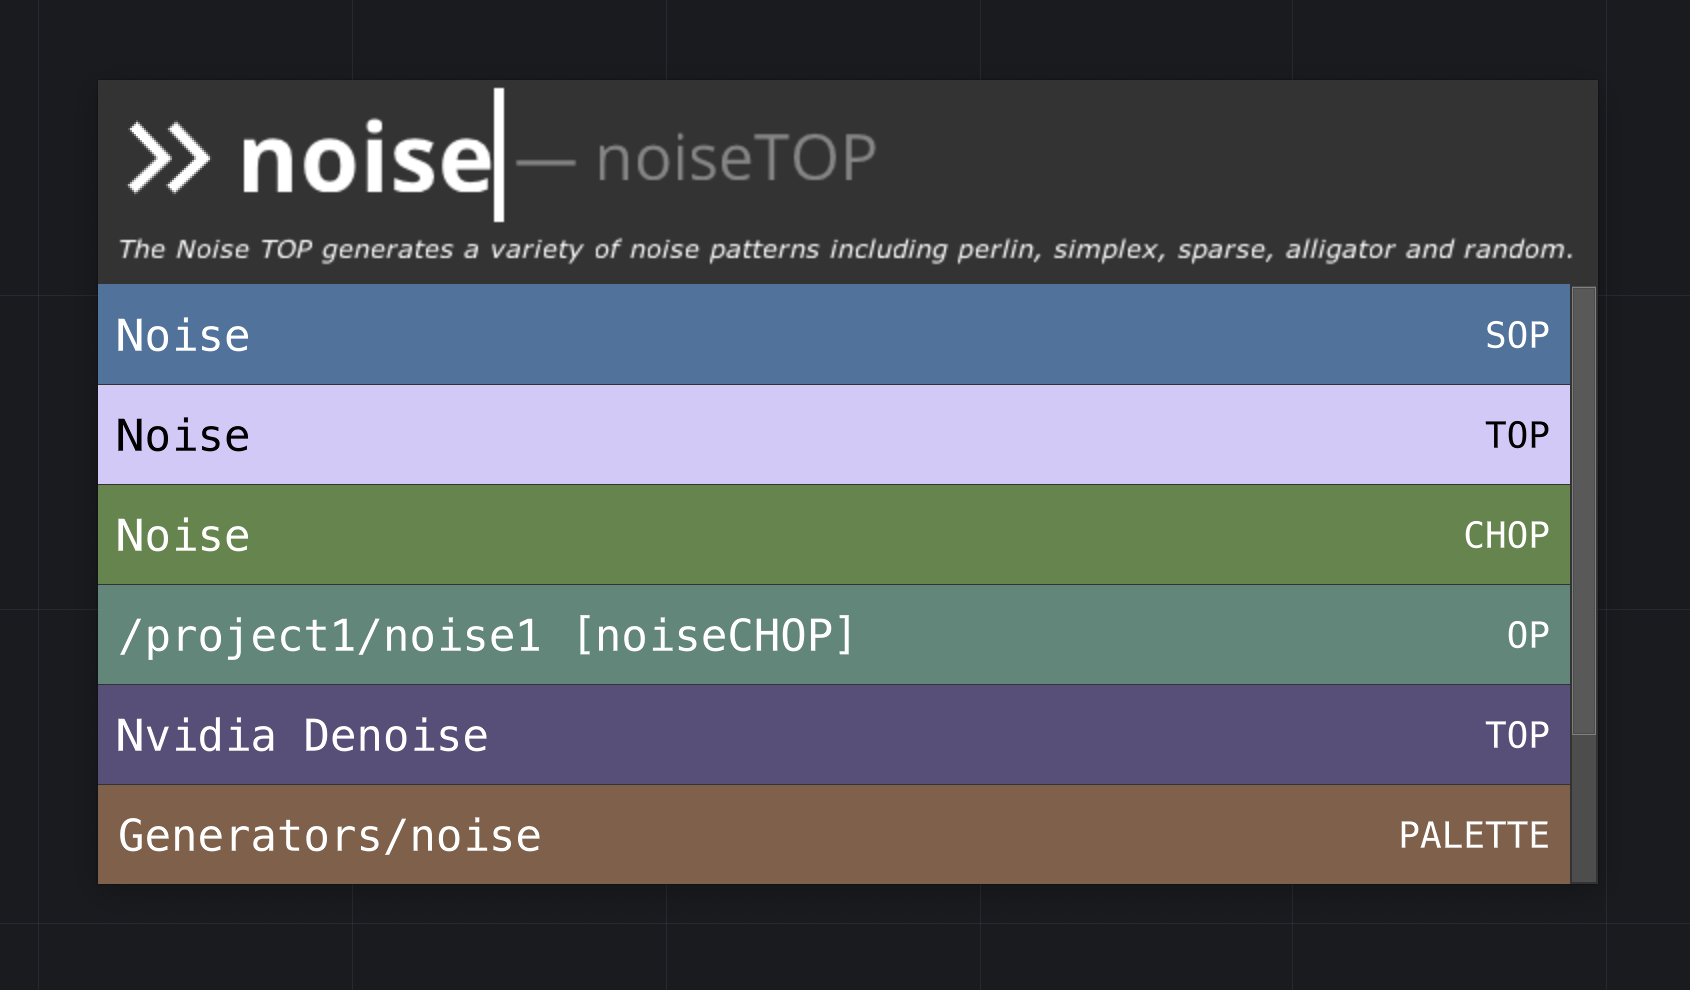 » noise — noiseTOP
The Noise TOP generates a variety of noise patterns including perlin, simplex, sparse, alligator and random.
Noise SOP
Noise TOP
Noise CHOP
/project1/noise1 [noiseCHOP] OP
Nvidia Denoise TOP
Generators/noise PALETTE